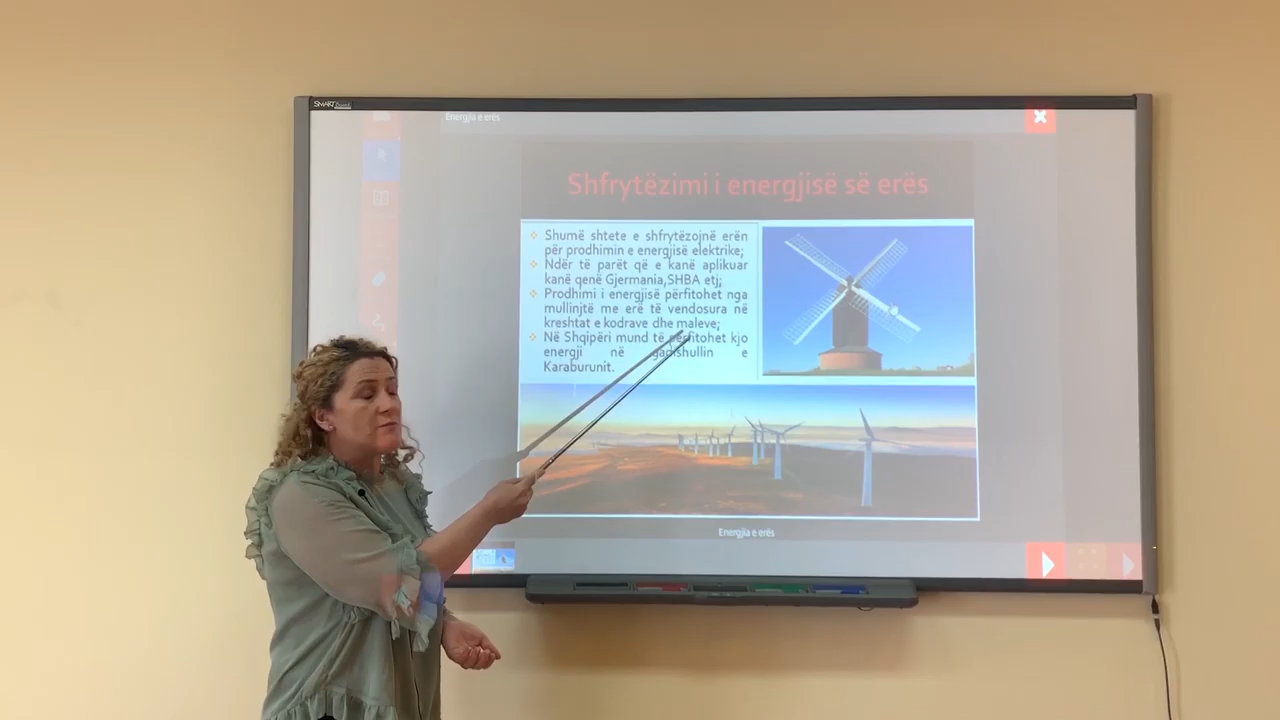 SMART Board
Energjia e erës
Shfrytëzimi i energjisë së erës
Shumë shtete e shfrytëzojnë erën
për prodhimin e energjisë elektrike;
Ndër të parët që e kanë aplikuar
kanë qenë Gjermania,SHBA etj;
Prodhimi i energjisë përfitohet nga
mullinjtë me erë të vendosura në
kreshtat e kodrave dhe maleve;
Në Shqipëri mund të përfitohet kjo
energji në gadishullin e
Karaburunit.
Energjia e erës